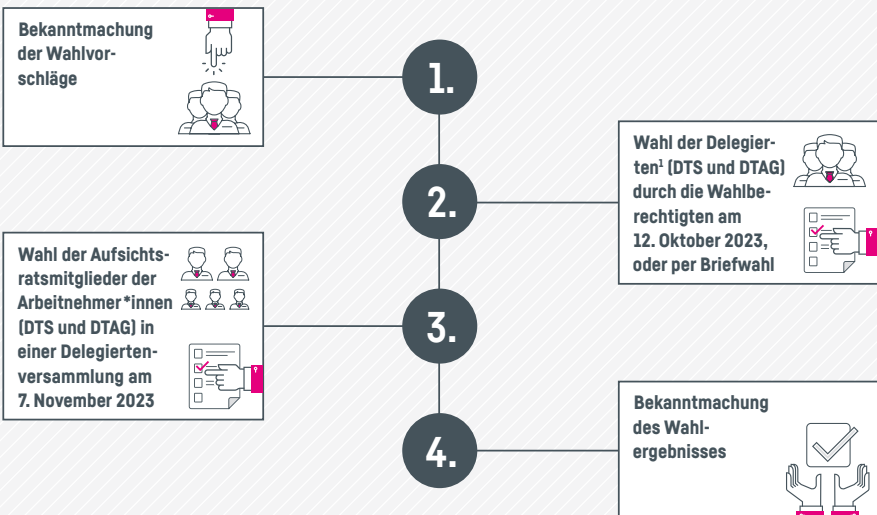 Bekanntmachung
der Wahlvor-
schläge
1.
2.
Wahl der Delegier-
ten¹ (DTS und DTAG)
durch die Wahlbe-
rechtigten am
12. Oktober 2023,
oder per Briefwahl
Wahl der Aufsichts-
ratsmitglieder der
Arbeitnehmer*innen
(DTS und DTAG) in
einer Delegierten-
versammlung am
7. November 2023
3.
4.
Bekanntmachung
des Wahl-
ergebnisses